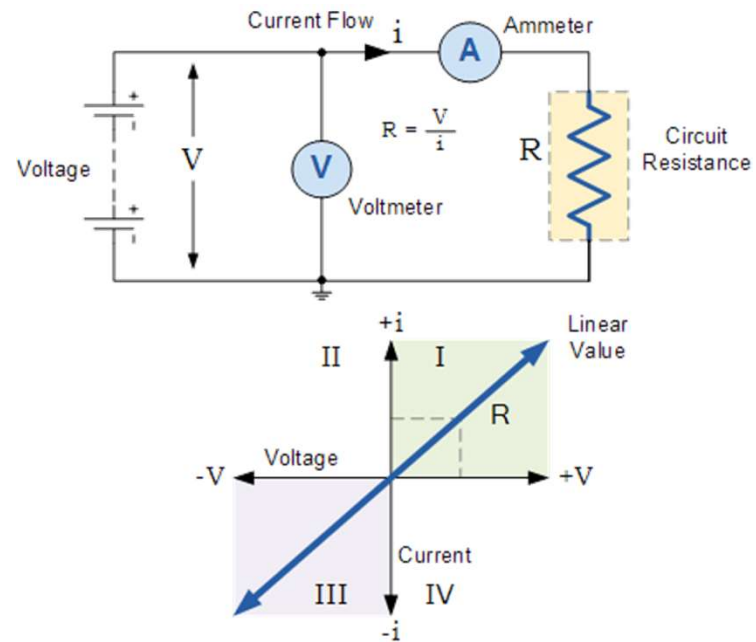 Current Flow
i
Ammeter
A
+
-
Voltage
+
-
V
V
Voltmeter
R = V
i
R
Circuit
Resistance
+i
Linear
Value
II
I
R
-V
Voltage
+V
Current
III
IV
-i